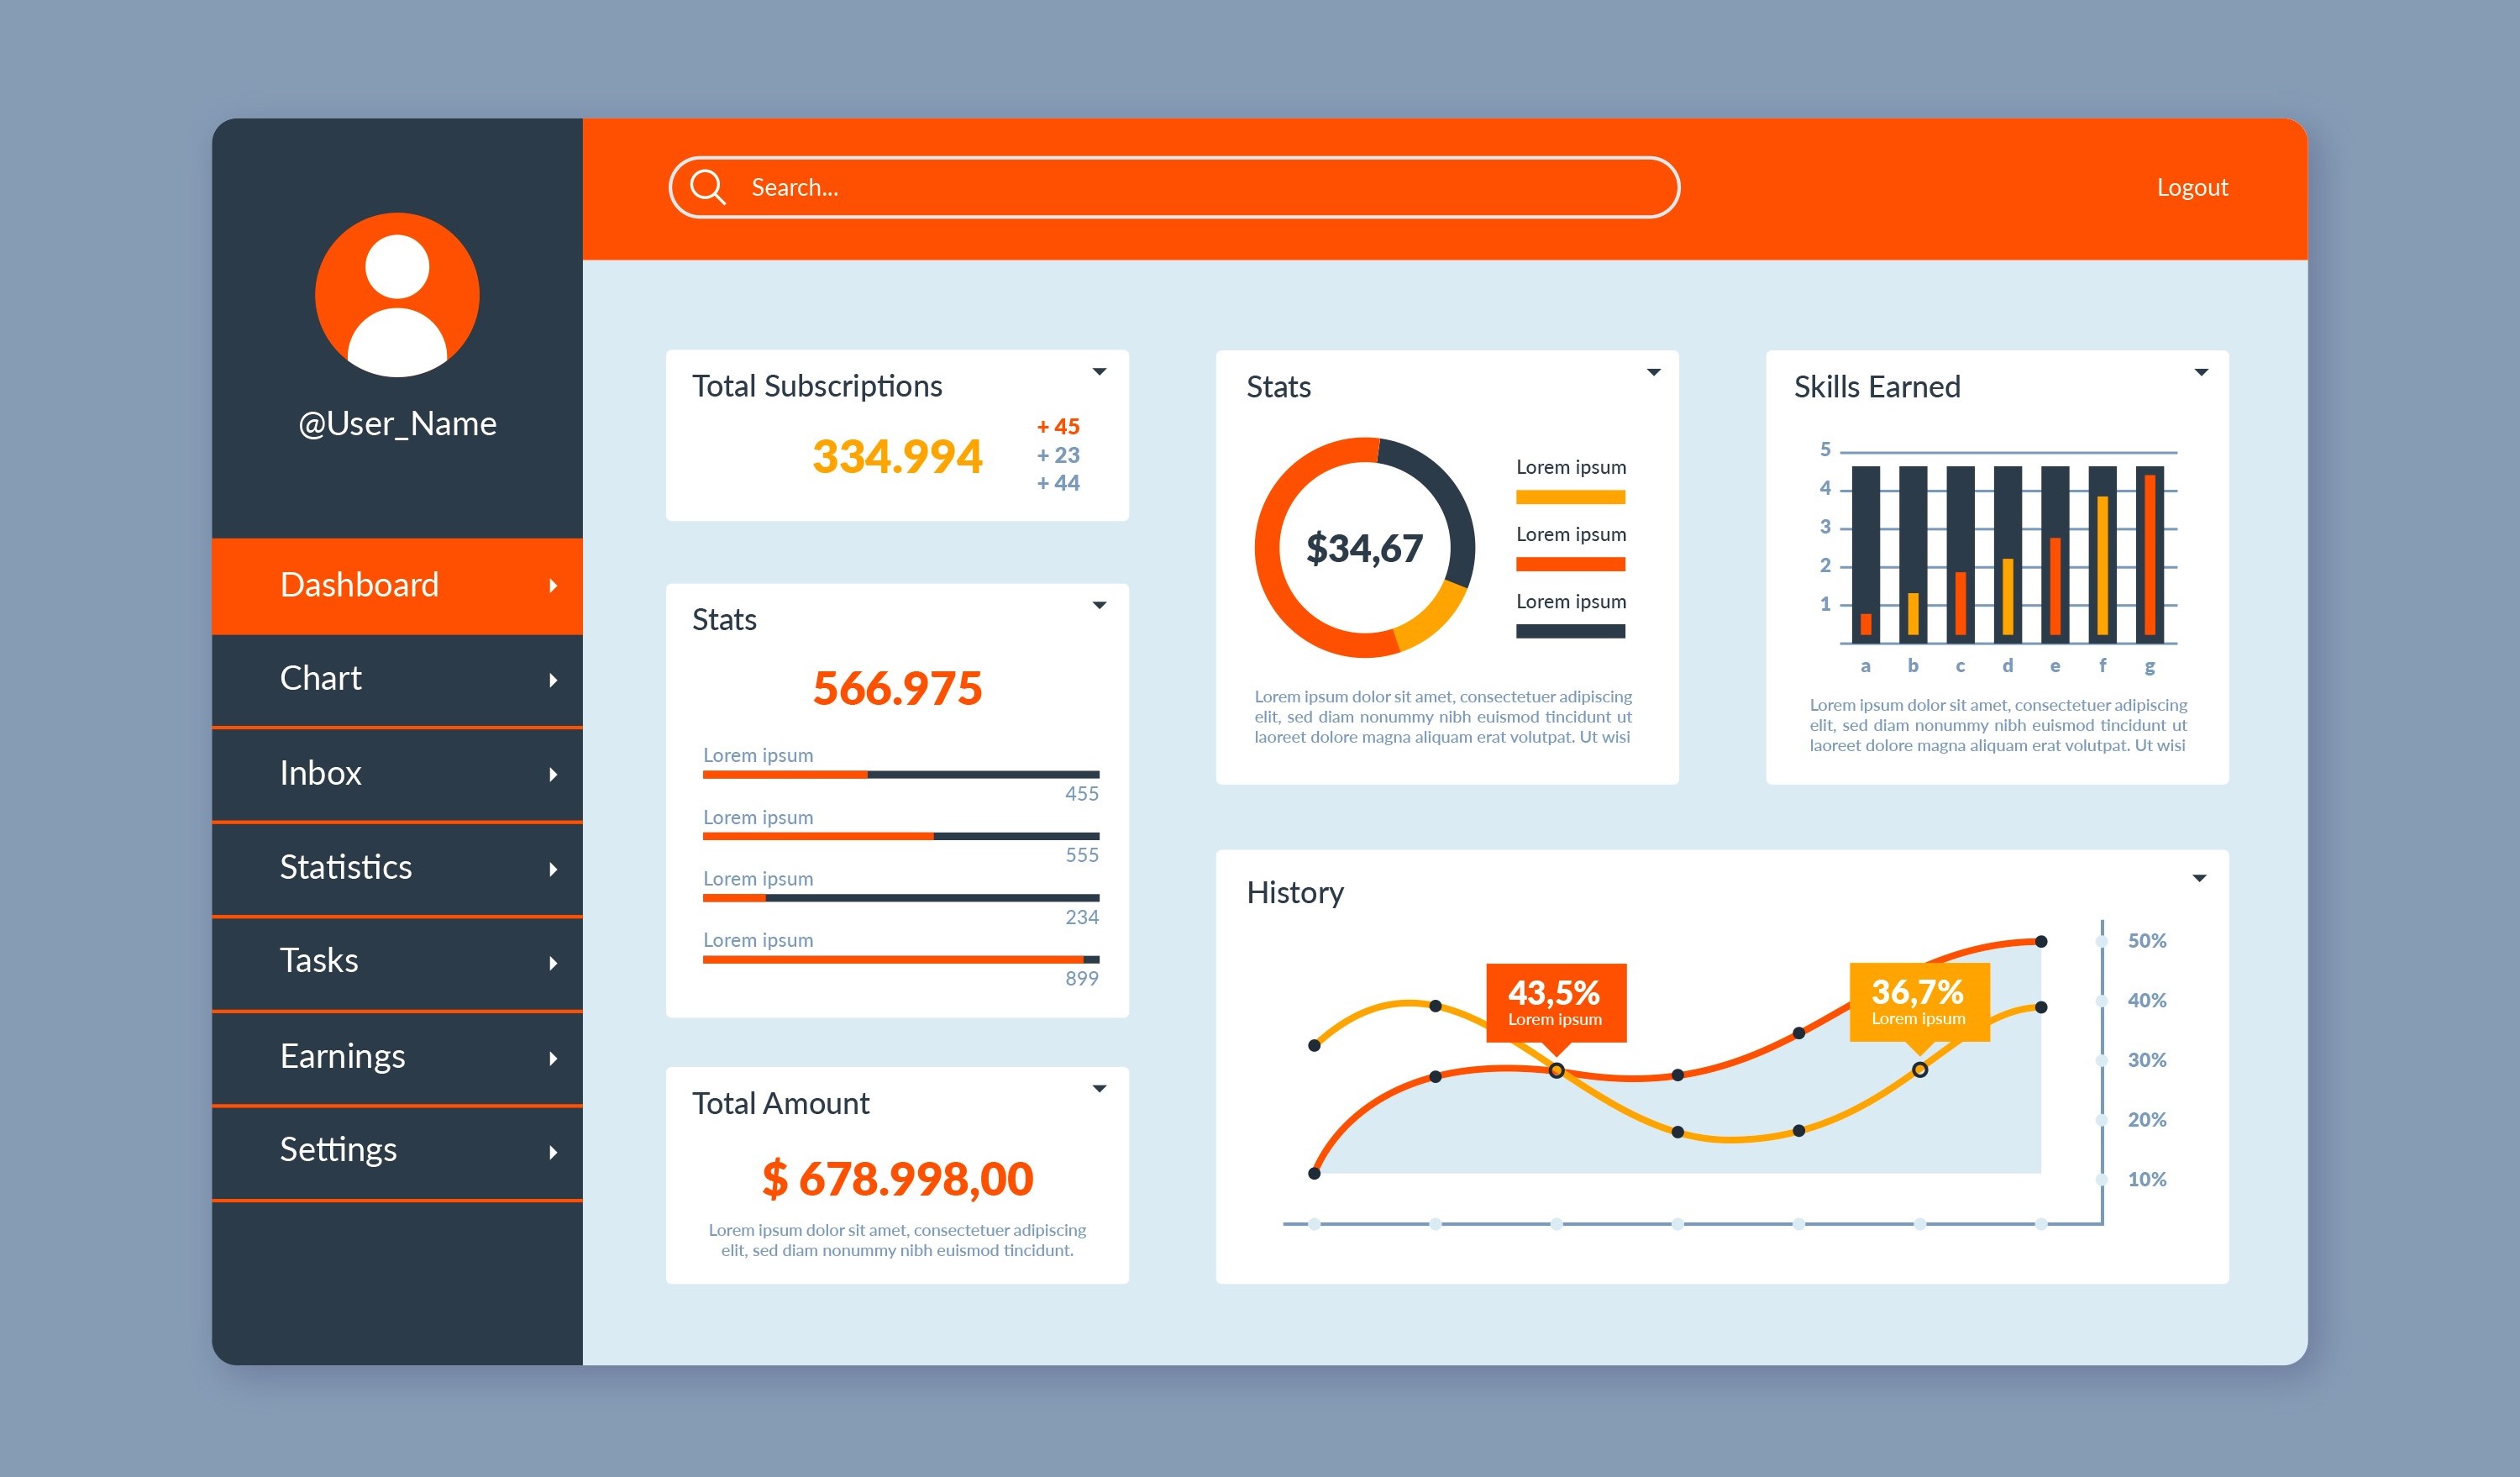 @User_Name
Dashboard
Chart
Inbox
Statistics
Tasks
Earnings
Settings
Search...
Logout
Total Subscriptions
334.994
+ 45
+ 23
+ 44
Stats
566.975
Lorem ipsum
455
Lorem ipsum
555
Lorem ipsum
234
Lorem ipsum
899
Total Amount
$ 678.998,00
Lorem ipsum dolor sit amet, consectetuer adipiscing
elit, sed diam nonummy nibh euismod tincidunt.
Stats
$34,67
Lorem ipsum
Lorem ipsum
Lorem ipsum
Lorem ipsum dolor sit amet, consectetuer adipiscing
elit, sed diam nonummy nibh euismod tincidunt ut
laoreet dolore magna aliquam erat volutpat. Ut wisi
Skills Earned
5
4
3
2
1
a b c d e f g
Lorem ipsum dolor sit amet, consectetuer adipiscing
elit, sed diam nonummy nibh euismod tincidunt ut
laoreet dolore magna aliquam erat volutpat. Ut wisi
History
43,5%
Lorem ipsum
36,7%
Lorem ipsum
50%
40%
30%
20%
10%